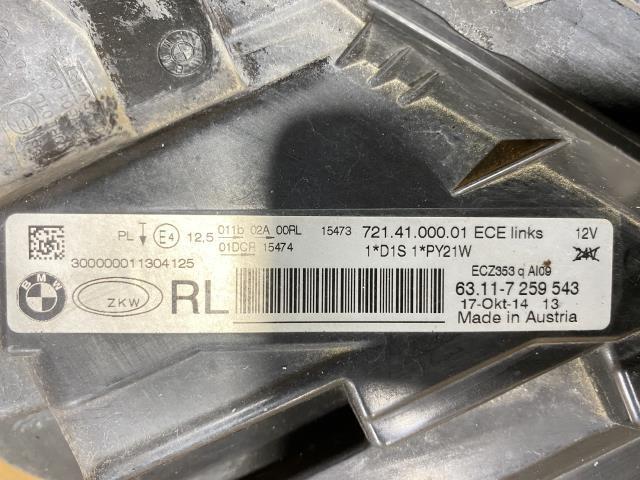 PL E4 12,5 011b 02A 00RL 15473 721.41.000.01 ECE links 12V
01DCR 15474 1*D1S 1*PY21W 24V
300000011304125 ECZ353 q AI09
BMW ZKW RL 63.11-7 259 543
17-Okt-14 13
Made in Austria